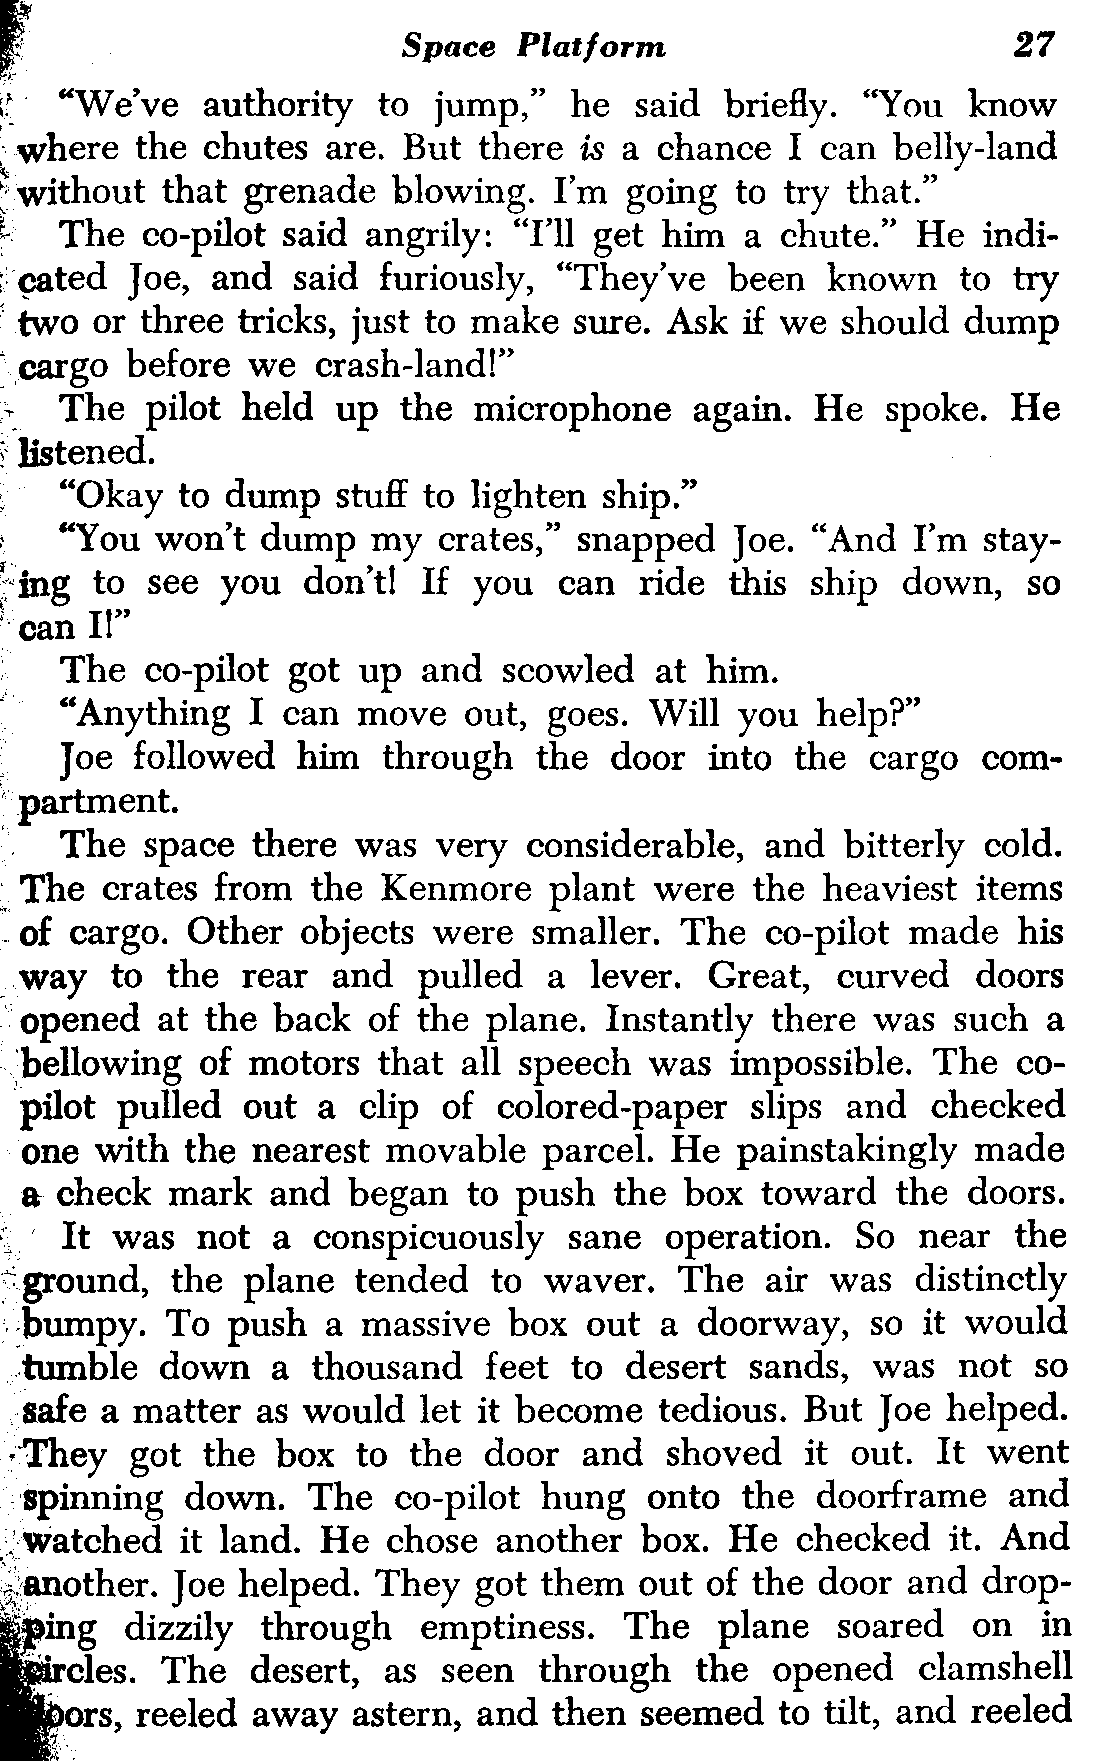 Space Platform 27
“We’ve authority to jump,” he said briefly. “You know
where the chutes are. But there is a chance I can belly-land
without that grenade blowing. I’m going to try that.”
The co-pilot said angrily: “I’ll get him a chute.” He indi-
cated Joe, and said furiously, “They’ve been known to try
two or three tricks, just to make sure. Ask if we should dump
cargo before we crash-land!”
The pilot held up the microphone again. He spoke. He
listened.
“Okay to dump stuff to lighten ship.”
“You won’t dump my crates,” snapped Joe. “And I’m stay-
ing to see you don’t! If you can ride this ship down, so
can I!”
The co-pilot got up and scowled at him.
“Anything I can move out, goes. Will you help?”
Joe followed him through the door into the cargo com-
partment.
The space there was very considerable, and bitterly cold.
The crates from the Kenmore plant were the heaviest items
of cargo. Other objects were smaller. The co-pilot made his
way to the rear and pulled a lever. Great, curved doors
opened at the back of the plane. Instantly there was such a
bellowing of motors that all speech was impossible. The co-
pilot pulled out a clip of colored-paper slips and checked
one with the nearest movable parcel. He painstakingly made
a check mark and began to push the box toward the doors.
It was not a conspicuously sane operation. So near the
ground, the plane tended to waver. The air was distinctly
bumpy. To push a massive box out a doorway, so it would
tumble down a thousand feet to desert sands, was not so
safe a matter as would let it become tedious. But Joe helped.
They got the box to the door and shoved it out. It went
spinning down. The co-pilot hung onto the doorframe and
watched it land. He chose another box. He checked it. And
another. Joe helped. They got them out of the door and drop-
ping dizzily through emptiness. The plane soared on in
circles. The desert, as seen through the opened clamshell
doors, reeled away astern, and then seemed to tilt, and reeled